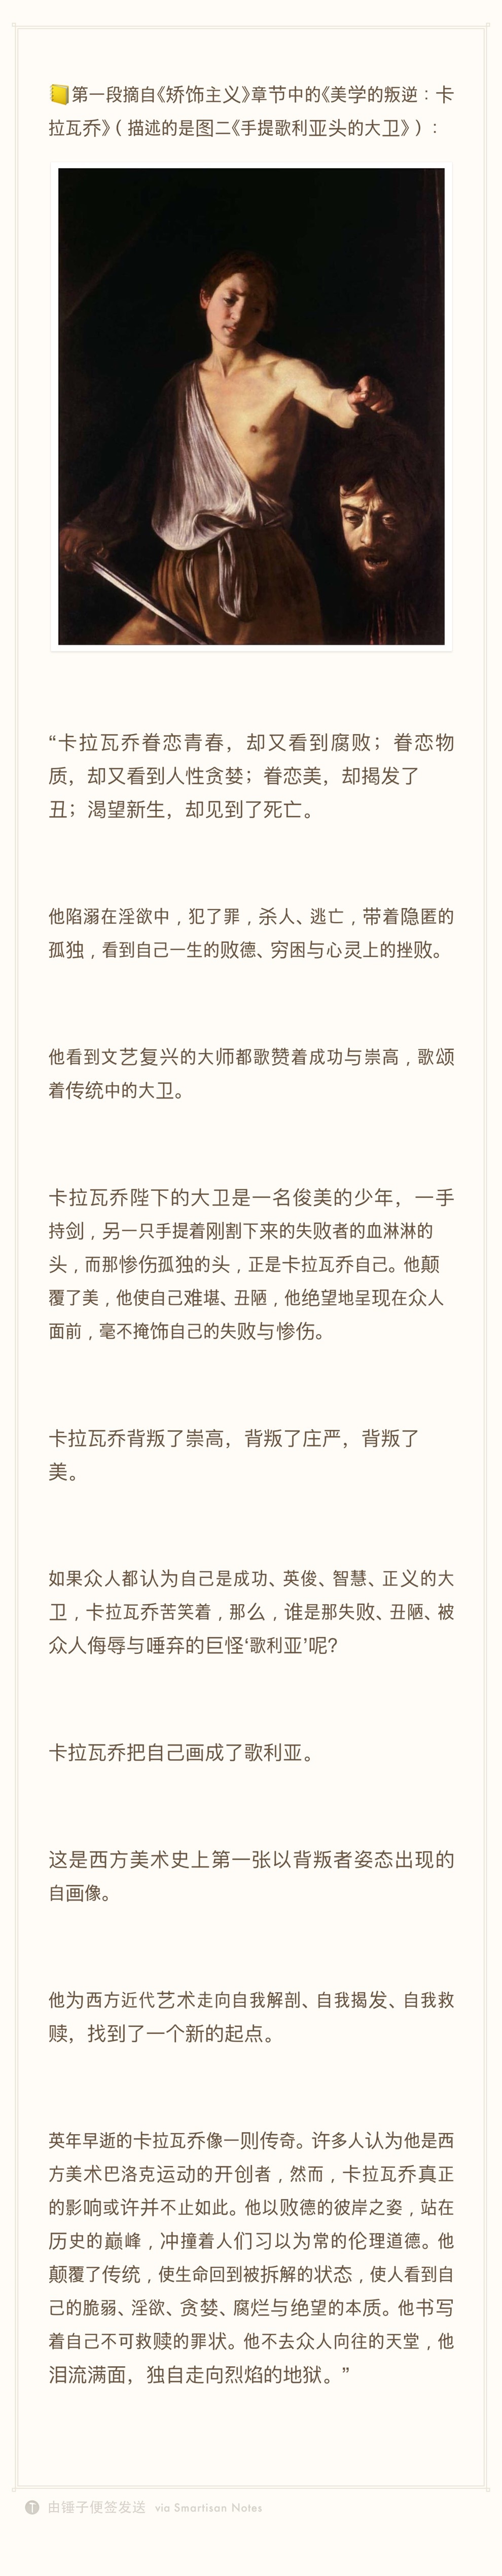 第一段摘自《矫饰主义》章节中的《美学的叛逆：卡
拉瓦乔》（描述的是图二《手提歌利亚头的大卫》）：
“卡拉瓦乔眷恋青春，却又看到腐败；眷恋物
质，却又看到人性贪婪；眷恋美，却揭发了
丑；渴望新生，却见到了死亡。
他陷溺在淫欲中，犯了罪，杀人、逃亡，带着隐匿的
孤独，看到自己一生的败德、穷困与心灵上的挫败。
他看到文艺复兴的大师都歌赞着成功与崇高，歌颂
着传统中的大卫。
卡拉瓦乔陛下的大卫是一名俊美的少年，一手
持剑，另一只手提着刚割下来的失败者的血淋淋的
头，而那惨伤孤独的头，正是卡拉瓦乔自己。他颠
覆了美，他使自己难堪、丑陋，他绝望地呈现在众人
面前，毫不掩饰自己的失败与惨伤。
卡拉瓦乔背叛了崇高，背叛了庄严，背叛了
美。
如果众人都认为自己是成功、英俊、智慧、正义的大
卫，卡拉瓦乔苦笑着，那么，谁是那失败、丑陋、被
众人侮辱与唾弃的巨怪‘歌利亚’呢？
卡拉瓦乔把自己画成了歌利亚。
这是西方美术史上第一张以背叛者姿态出现的
自画像。
他为西方近代艺术走向自我解剖、自我揭发、自我救
赎，找到了一个新的起点。
英年早逝的卡拉瓦乔像一则传奇。许多人认为他是西
方美术巴洛克运动的开创者，然而，卡拉瓦乔真正
的影响或许并不止如此。他以败德的彼岸之姿，站在
历史的巅峰，冲撞着人们习以为常的伦理道德。他
颠覆了传统，使生命回到被拆解的状态，使人看到自
己的脆弱、淫欲、贪婪、腐烂与绝望的本质。他书写
着自己不可救赎的罪状。他不去众人向往的天堂，他
泪流满面，独自走向烈焰的地狱。”
T 由锤子便签发送 via Smartisan Notes